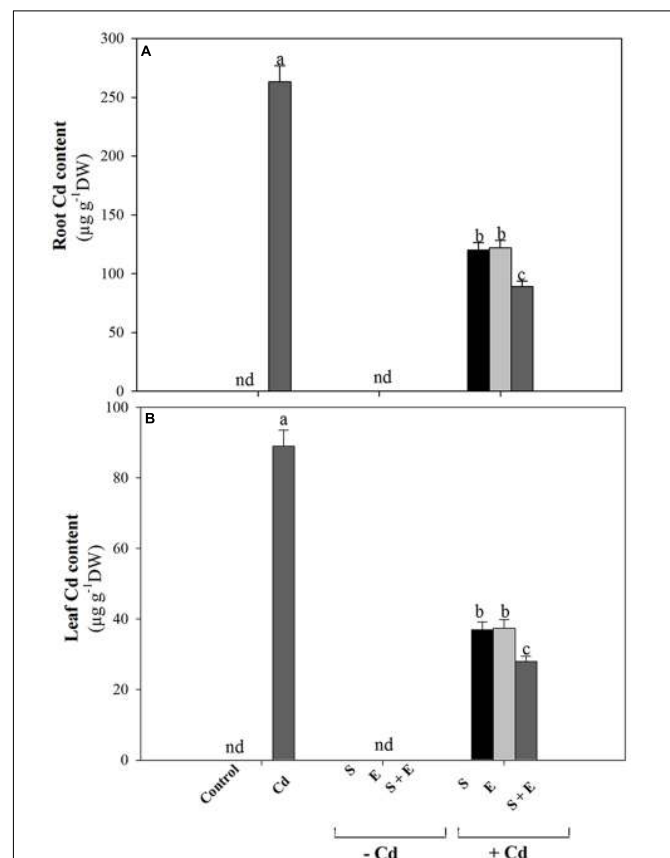 A
300
250
200
150
100
50
0
Root Cd content
(µg g-1DW)
a
nd
nd
b b
c
B
100
80
60
40
20
0
Leaf Cd content
(µg g-1DW)
a
nd
nd
b b
c
Control
Cd
S
E
S + E
S
E
S + E
- Cd
+ Cd